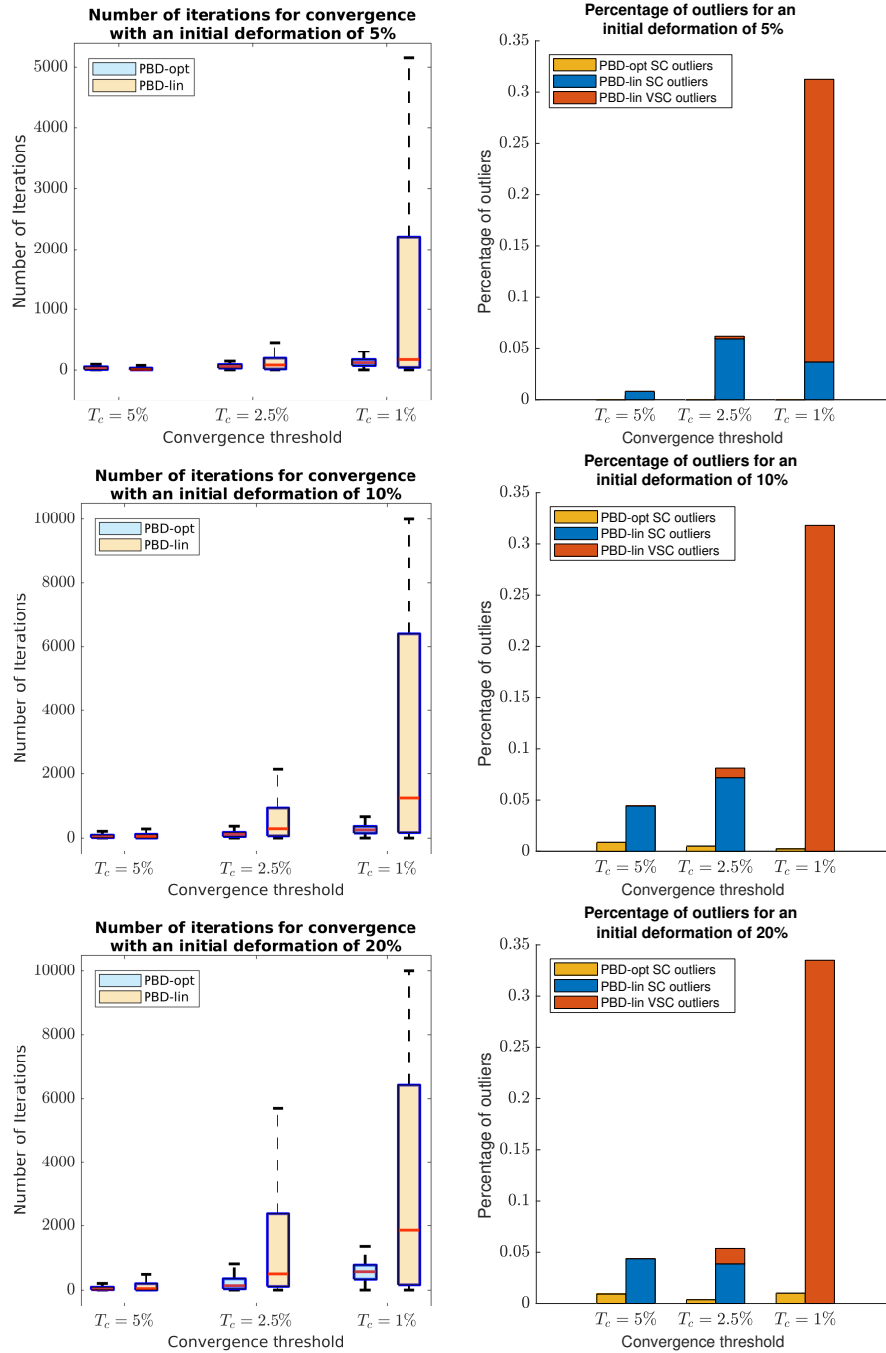 Number of iterations for convergence
with an initial deformation of 5%
5000
4000
3000
2000
1000
0
Number of Iterations
PBD-opt
PBD-lin
T_c = 5%
T_c = 2.5%
T_c = 1%
Convergence threshold
Percentage of outliers for an
initial deformation of 5%
0.35
0.3
0.25
0.2
0.15
0.1
0.05
0
Percentage of outliers
PBD-opt SC outliers
PBD-lin SC outliers
PBD-lin VSC outliers
T_c = 5%
T_c = 2.5%
T_c = 1%
Convergence threshold
Number of iterations for convergence
with an initial deformation of 10%
10000
8000
6000
4000
2000
0
Number of Iterations
PBD-opt
PBD-lin
T_c = 5%
T_c = 2.5%
T_c = 1%
Convergence threshold
Percentage of outliers for an
initial deformation of 10%
0.35
0.3
0.25
0.2
0.15
0.1
0.05
0
Percentage of outliers
PBD-opt SC outliers
PBD-lin SC outliers
PBD-lin VSC outliers
T_c = 5%
T_c = 2.5%
T_c = 1%
Convergence threshold
Number of iterations for convergence
with an initial deformation of 20%
10000
8000
6000
4000
2000
0
Number of Iterations
PBD-opt
PBD-lin
T_c = 5%
T_c = 2.5%
T_c = 1%
Convergence threshold
Percentage of outliers for an
initial deformation of 20%
0.35
0.3
0.25
0.2
0.15
0.1
0.05
0
Percentage of outliers
PBD-opt SC outliers
PBD-lin SC outliers
PBD-lin VSC outliers
T_c = 5%
T_c = 2.5%
T_c = 1%
Convergence threshold